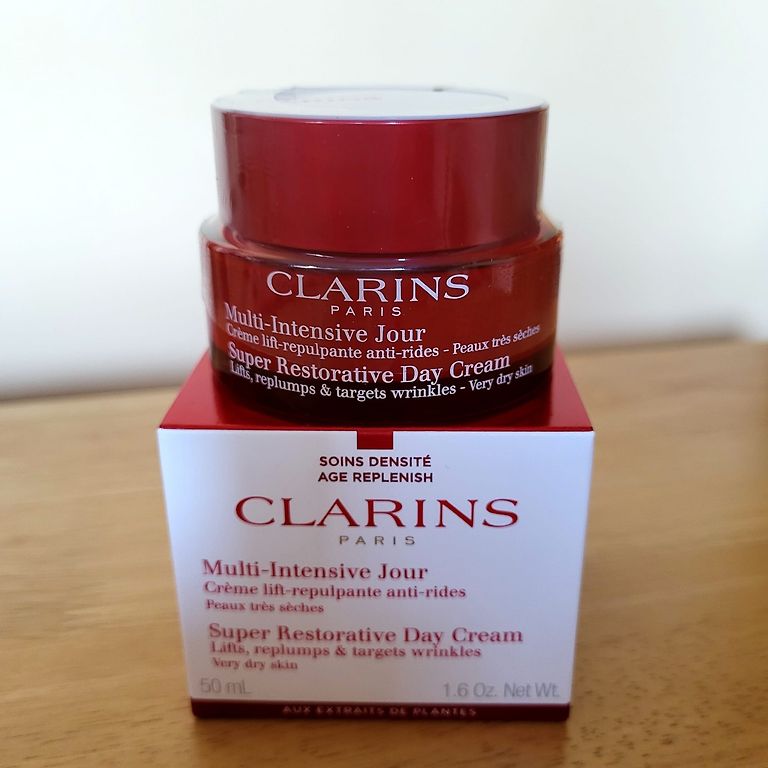 CLARINS
PARIS
Multi-Intensive Jour
Crème lift-repulpante anti-rides - Peaux très sèches
Super Restorative Day Cream
Lifts, replumps & targets wrinkles - Very dry skin
SOINS DENSITÉ
AGE REPLENISH
CLARINS
PARIS
Multi-Intensive Jour
Crème lift-repulpante anti-rides
Peaux très sèches
Super Restorative Day Cream
Lifts, replumps & targets wrinkles
Very dry skin
50 mL 1.6 Oz. Net Wt.
AUX EXTRAITS DE PLANTES